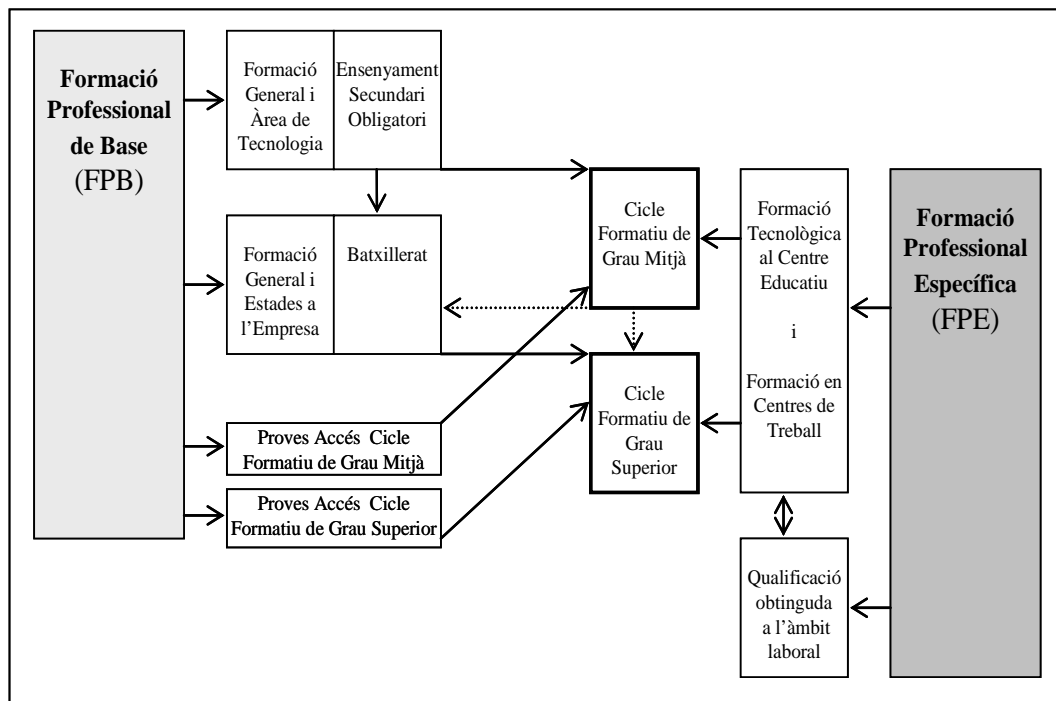 Formació
Professional
de Base
(FPB)
Formació
General i
Àrea de
Tecnologia
Ensenyament
Secundari
Obligatori
Formació
General i
Estades a
l’Empresa
Batxillerat
Proves Accés Cicle
Formatiu de Grau Mitjà
Proves Accés Cicle
Formatiu de Grau Superior
Cicle
Formatiu de
Grau Mitjà
Cicle
Formatiu de
Grau
Superior
Formació
Tecnològica
al Centre
Educatiu
i
Formació en
Centres de
Treball
Qualificació
obtinguda
a l’àmbit
laboral
Formació
Professional
Específica
(FPE)